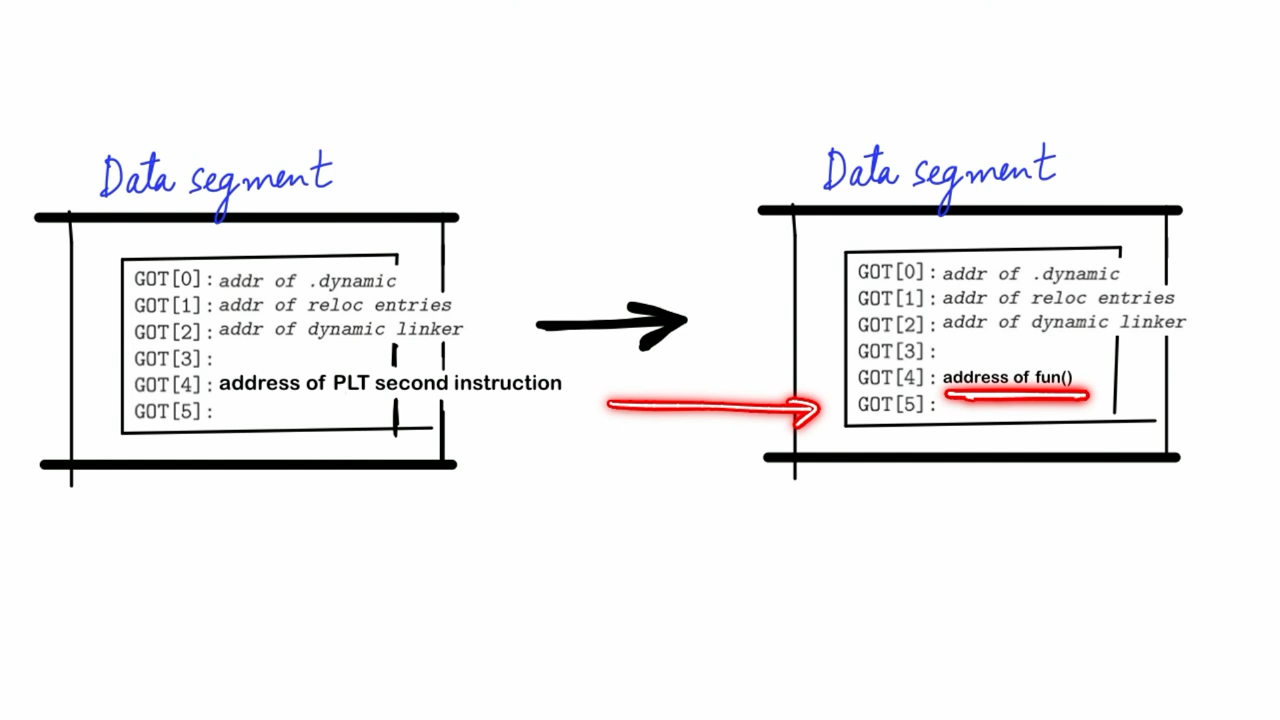 Data segment
GOT[0]: addr of .dynamic
GOT[1]: addr of reloc entries
GOT[2]: addr of dynamic linker
GOT[3]:
GOT[4]: address of PLT second instruction
GOT[5]:
Data segment
GOT[0]: addr of .dynamic
GOT[1]: addr of reloc entries
GOT[2]: addr of dynamic linker
GOT[3]:
GOT[4]: address of fun()
GOT[5]: